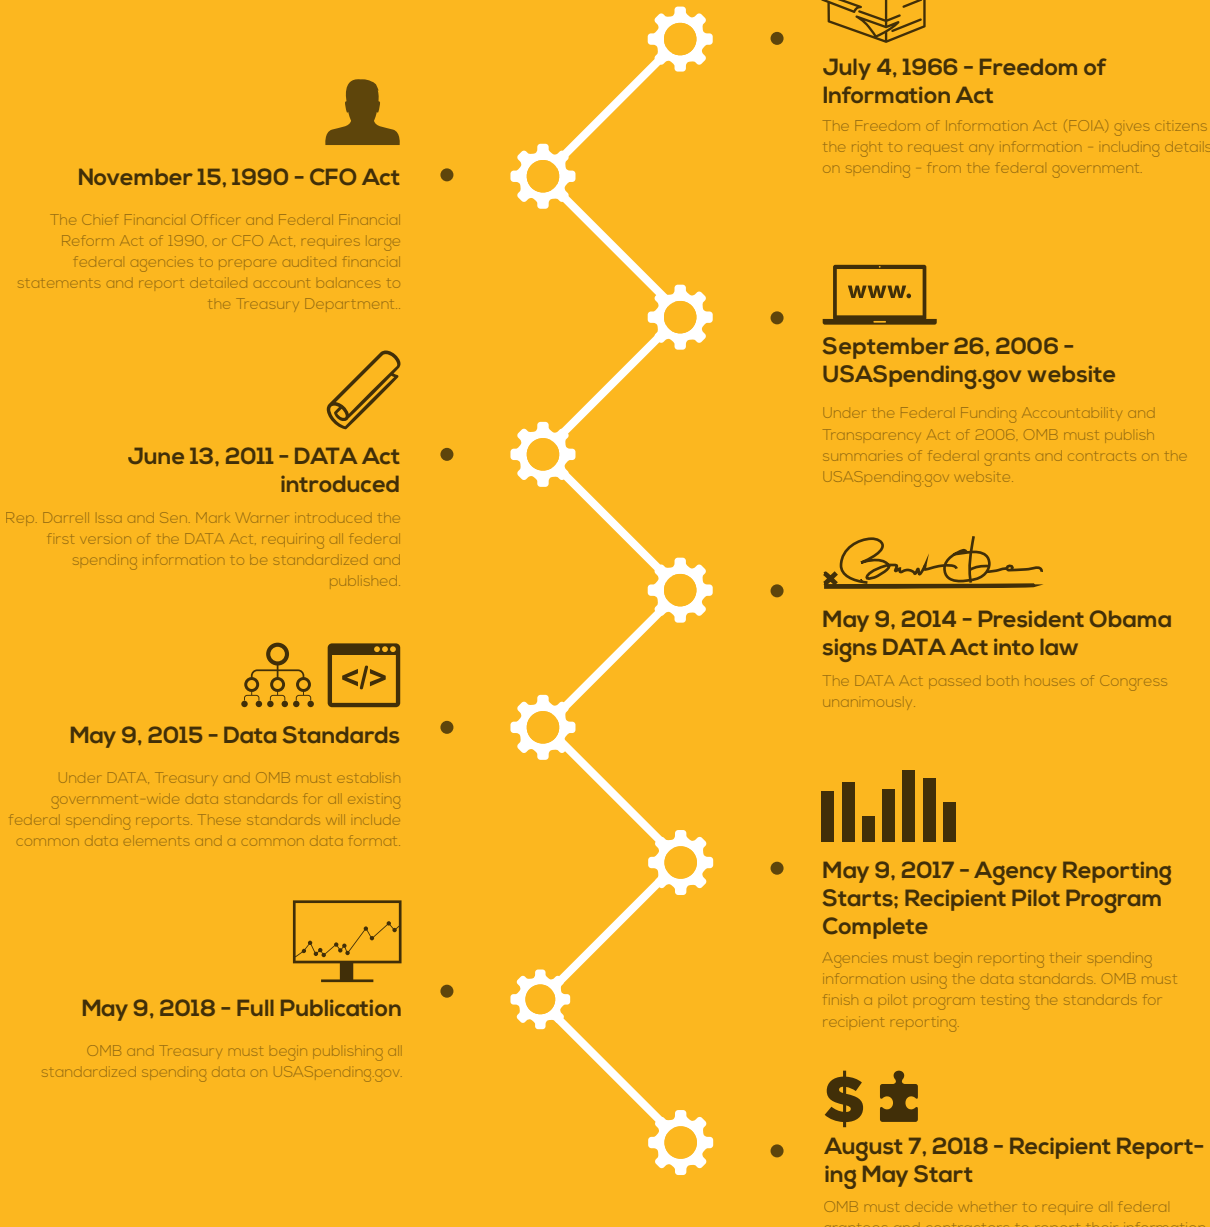 July 4, 1966 - Freedom of
Information Act
The Freedom of Information Act (FOIA) gives citizens
the right to request any information - including details
on spending - from the federal government.
November 15, 1990 - CFO Act
The Chief Financial Officer and Federal Financial
Reform Act of 1990, or CFO Act, requires large
federal agencies to prepare audited financial
statements and report detailed account balances to
the Treasury Department..
www.
September 26, 2006 -
USASpending.gov website
Under the Federal Funding Accountability and
Transparency Act of 2006, OMB must publish
summaries of federal grants and contracts on the
USASpending.gov website.
June 13, 2011 - DATA Act
introduced
Rep. Darrell Issa and Sen. Mark Warner introduced the
first version of the DATA Act, requiring all federal
spending information to be standardized and
published.
May 9, 2014 - President Obama
signs DATA Act into law
The DATA Act passed both houses of Congress
unanimously.
</>
May 9, 2015 - Data Standards
Under DATA, Treasury and OMB must establish
government-wide data standards for all existing
federal spending reports. These standards will include
common data elements and a common data format.
May 9, 2017 - Agency Reporting
Starts; Recipient Pilot Program
Complete
Agencies must begin reporting their spending
information using the data standards. OMB must
finish a pilot program testing the standards for
recipient reporting.
May 9, 2018 - Full Publication
OMB and Treasury must begin publishing all
standardized spending data on USASpending.gov.
$
August 7, 2018 - Recipient Report-
ing May Start
OMB must decide whether to require all federal
grantees and contractors to report their information